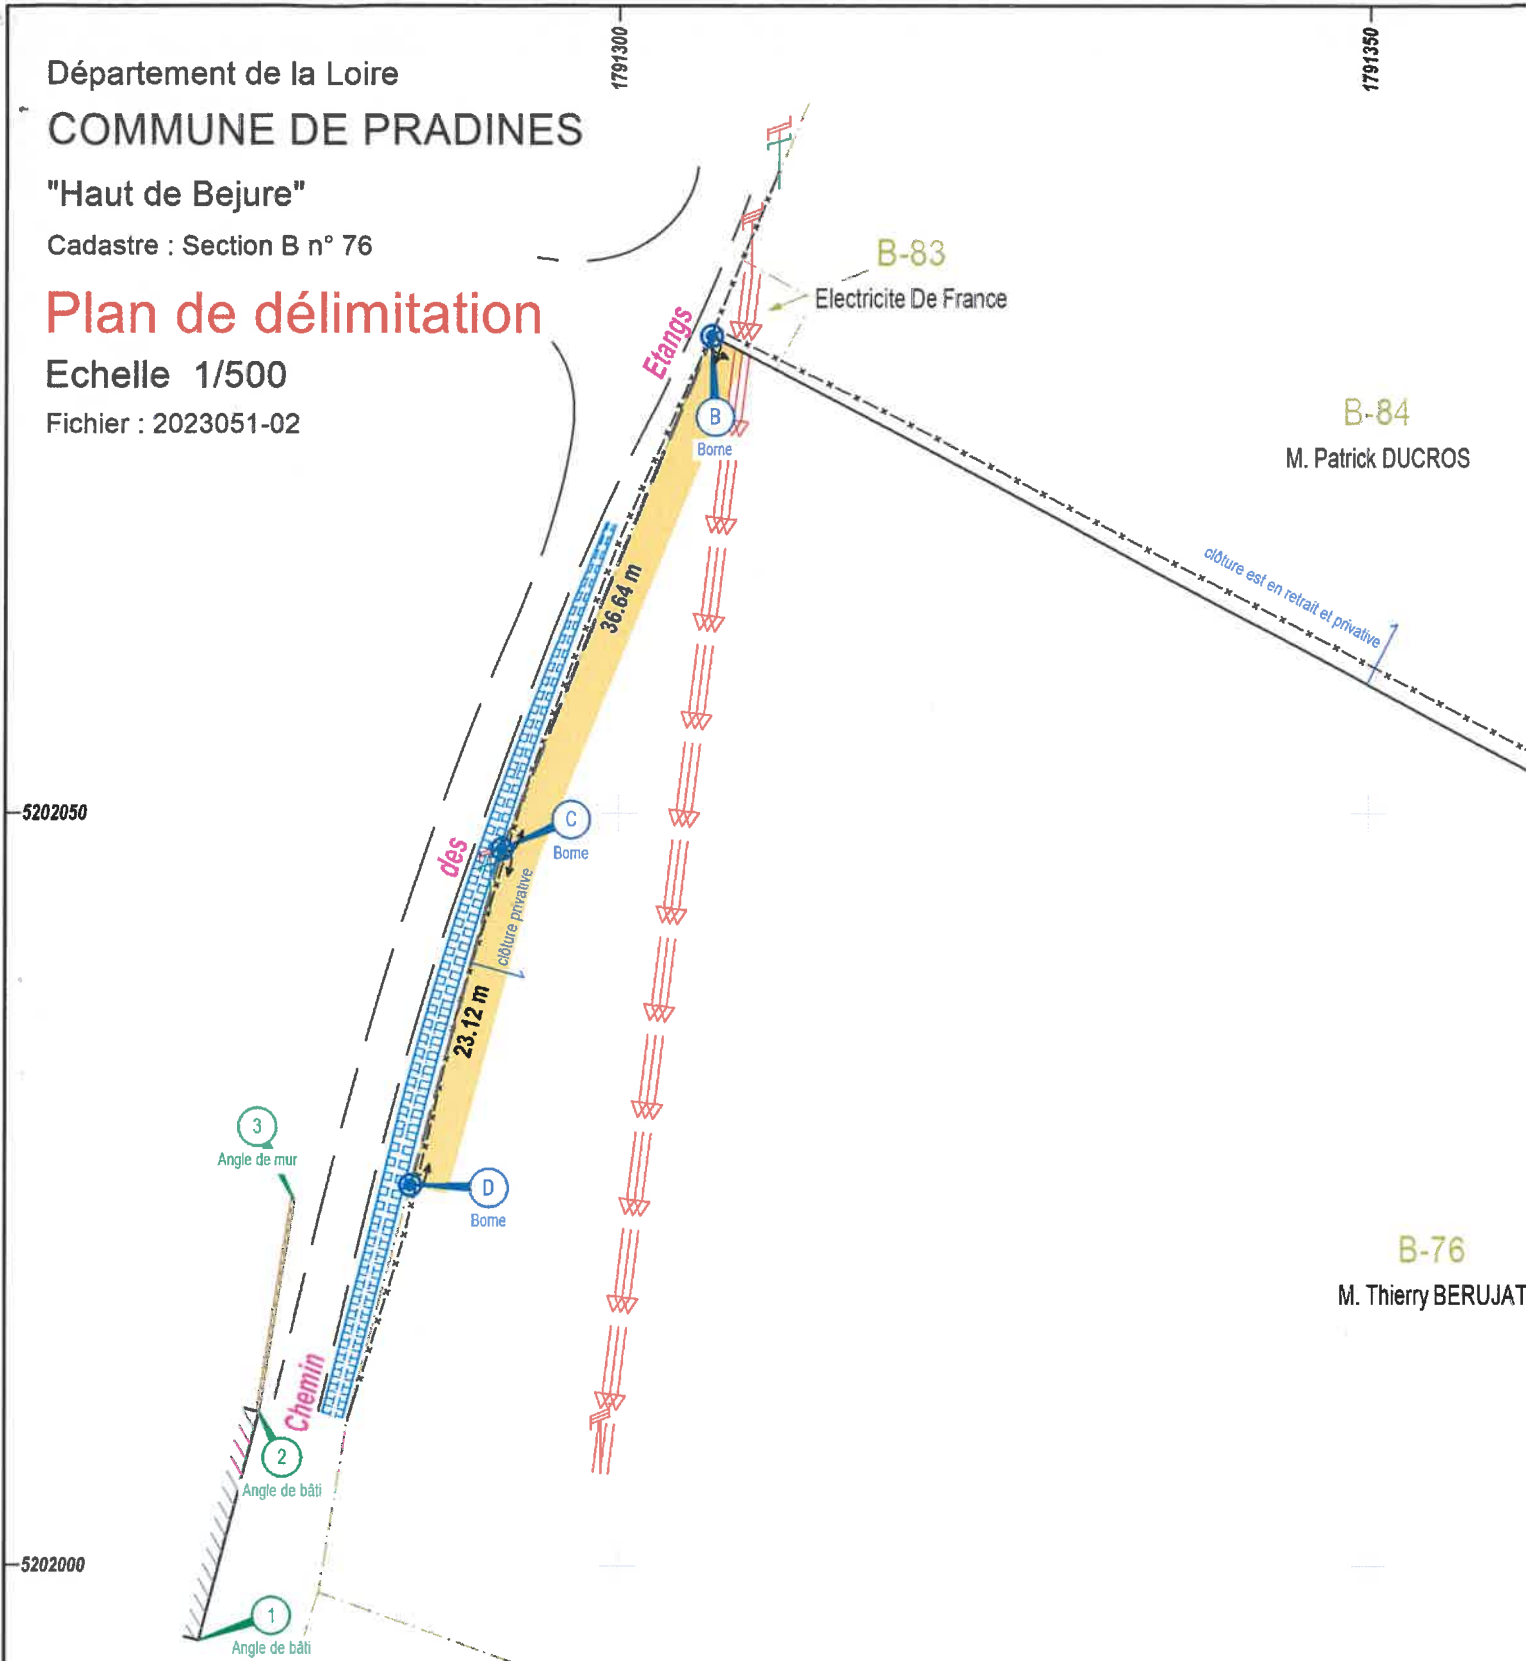 1791300
1791350
Département de la Loire
COMMUNE DE PRADINES
"Haut de Bejure"
Cadastre : Section B n° 76
Plan de délimitation
Echelle 1/500
Fichier : 2023051-02
B-83
Electricite De France
Etangs
B
Borne
B-84
M. Patrick DUCROS
clôture est en retrait et privative
36.64 m
5202050
C
Borne
des
clôture privative
23.12 m
3
Angle de mur
D
Borne
B-76
M. Thierry BERUJAT
Chemin
2
Angle de bâti
5202000
1
Angle de bâti